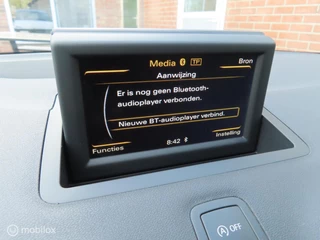 Media TP Bron
Aanwijzing
Er is nog geen Bluetooth-
audioplayer verbonden.
Nieuwe BT-audioplayer verbind.
Functies 8:42 Instelling
A OFF
mobilox